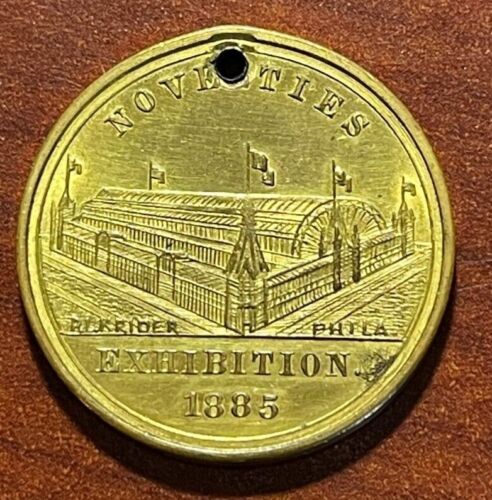 NOVELTIES
P.L.KRIDER PHILA.
EXHIBITION.
1885